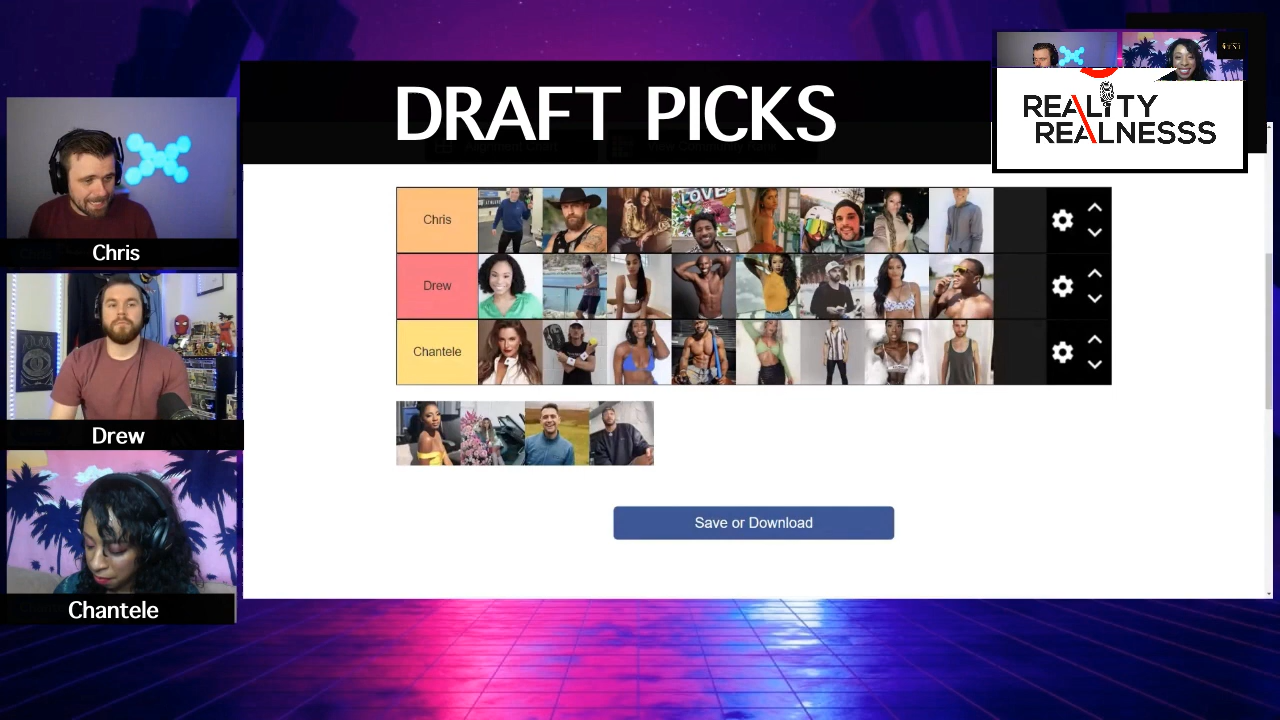 DRAFT PICKS
REALITY
REALNESSS
Chris
Drew
Chantele
Chris
LOVE
Drew
Chantele
Save or Download